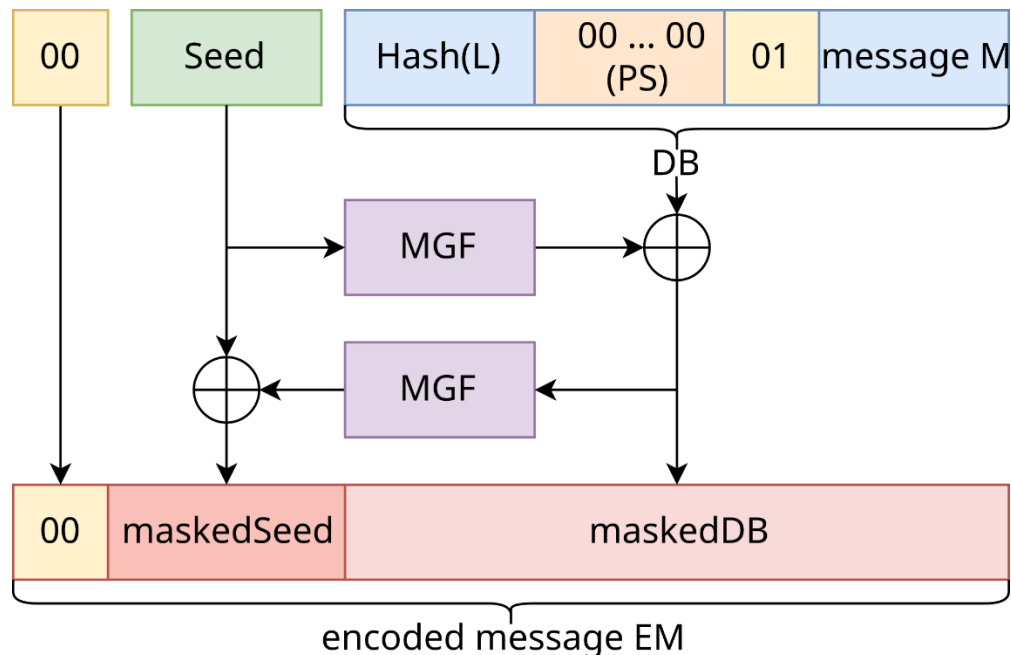 00
Seed
Hash(L)
00 ... 00
(PS)
01
message M
DB
MGF
MGF
00
maskedSeed
maskedDB
encoded message EM